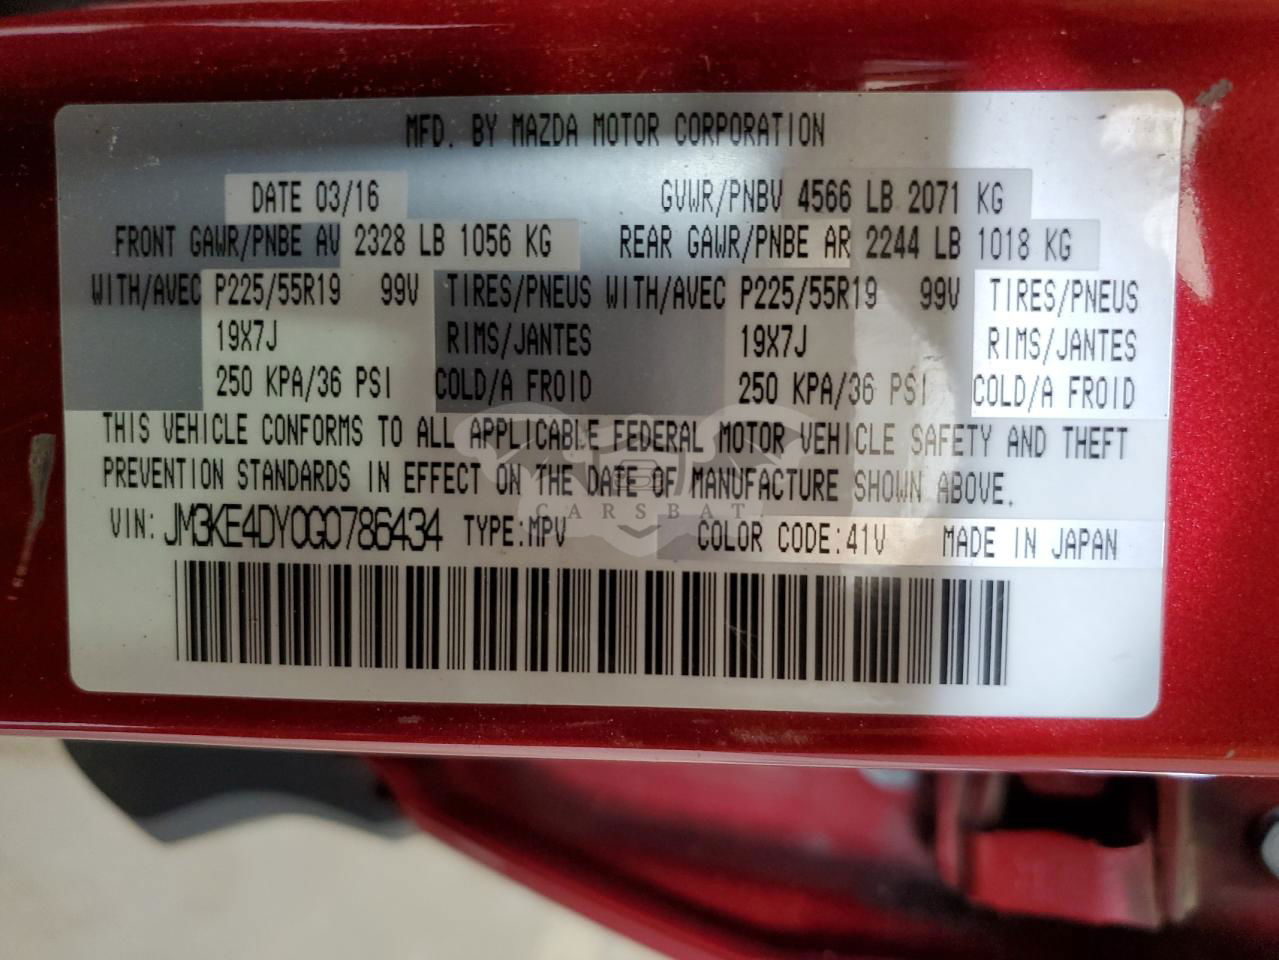 MFD. BY MAZDA MOTOR CORPORATION
DATE 03/16 GVWR/PNBV 4566 LB 2071 KG
FRONT GAWR/PNBE AV 2328 LB 1056 KG REAR GAWR/PNBE AR 2244 LB 1018 KG
WITH/AVEC P225/55R19 99V TIRES/PNEUS WITH/AVEC P225/55R19 99V TIRES/PNEUS
19X7J RIMS/JANTES 19X7J RIMS/JANTES
250 KPA/36 PSI COLD/A FROID 250 KPA/36 PSI COLD/A FROID
THIS VEHICLE CONFORMS TO ALL APPLICABLE FEDERAL MOTOR VEHICLE SAFETY AND THEFT
PREVENTION STANDARDS IN EFFECT ON THE DATE OF MANUFACTURE SHOWN ABOVE.
CARSBAT
VIN: JM3KE4DY0G0786434 TYPE:MPV COLOR CODE:41V MADE IN JAPAN